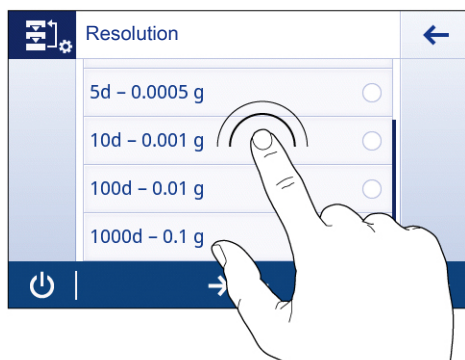 Resolution
5d – 0.0005 g
10d – 0.001 g
100d – 0.01 g
1000d – 0.1 g